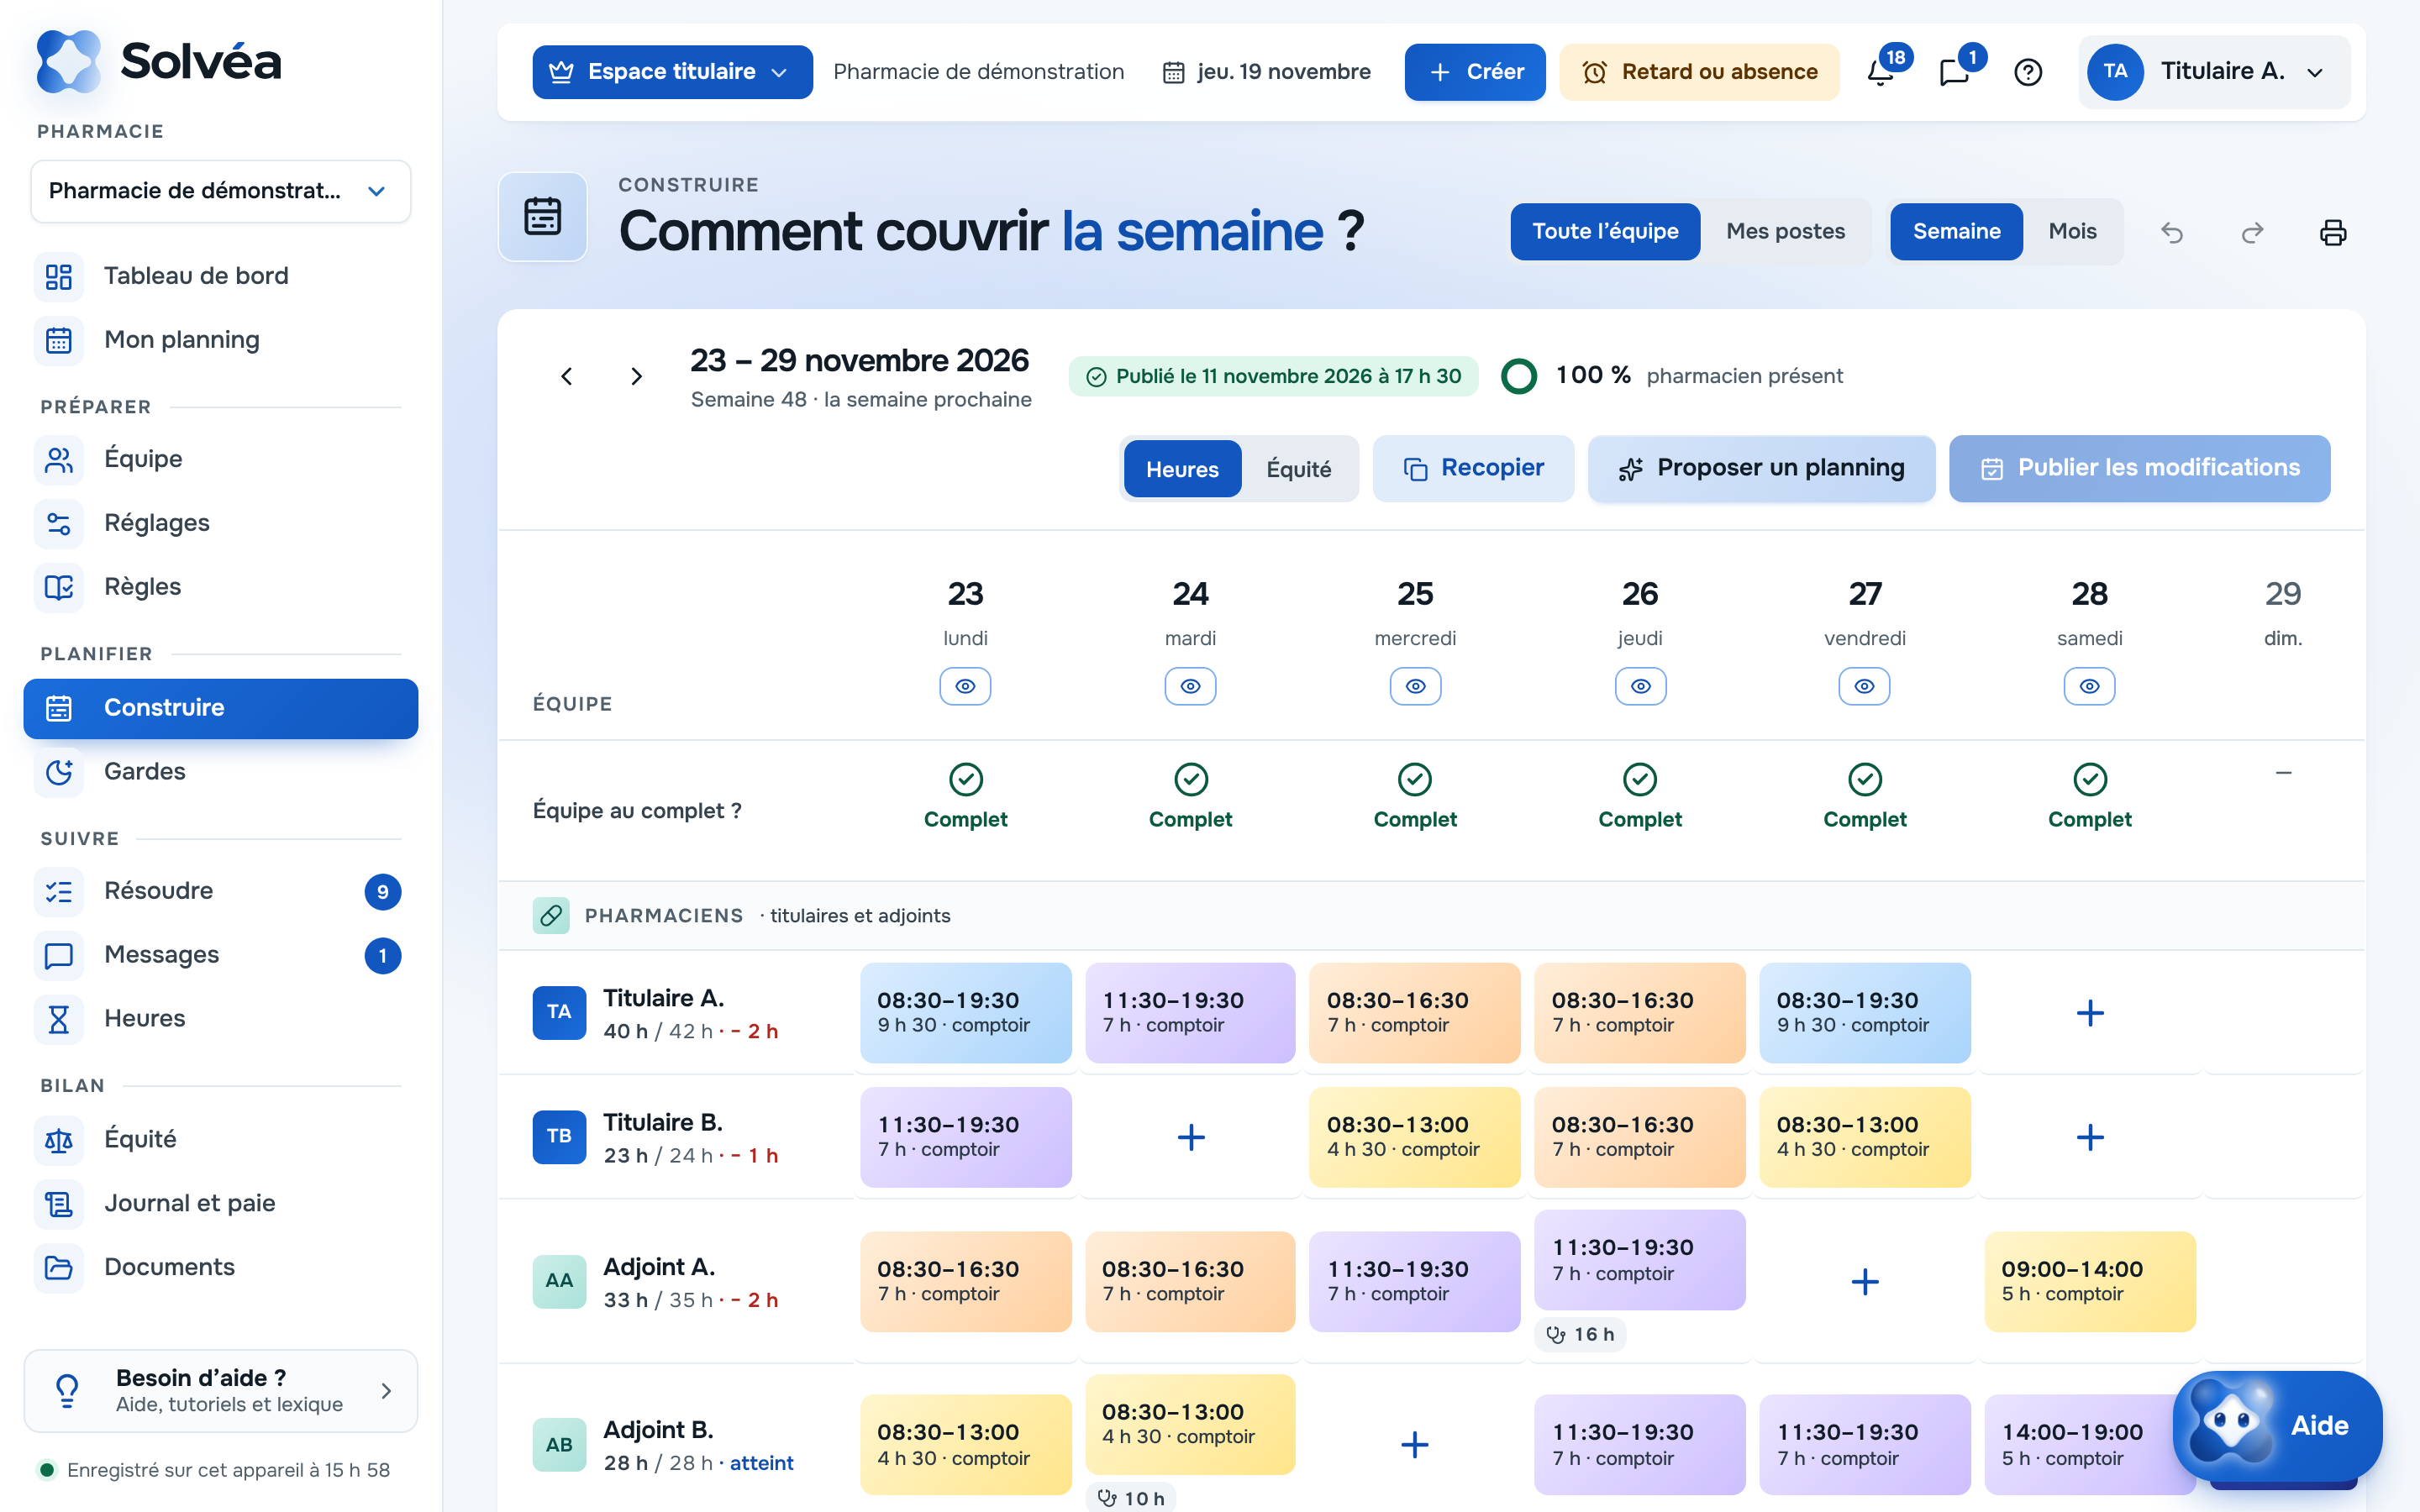 Solvéa
PHARMACIE
Pharmacie de démonstrat...
Tableau de bord
Mon planning
PRÉPARER
Équipe
Réglages
Règles
PLANIFIER
Construire
Gardes
SUIVRE
Résoudre 9
Messages 1
Heures
BILAN
Équité
Journal et paie
Documents
Besoin d’aide ?
Aide, tutoriels et lexique
Enregistré sur cet appareil à 15 h 58
Espace titulaire Pharmacie de démonstration jeu. 19 novembre + Créer Retard ou absence 18 1 TA Titulaire A.
CONSTRUIRE
Comment couvrir la semaine ?
Toute l’équipe Mes postes Semaine Mois
23 – 29 novembre 2026
Semaine 48 · la semaine prochaine
Publié le 11 novembre 2026 à 17 h 30 100 % pharmacien présent
Heures Équité Recopier Proposer un planning Publier les modifications
23 24 25 26 27 28 29
lundi mardi mercredi jeudi vendredi samedi dim.
ÉQUIPE
Équipe au complet ? Complet Complet Complet Complet Complet Complet –
PHARMACIENS · titulaires et adjoints
TA Titulaire A. 08:30–19:30 11:30–19:30 08:30–16:30 08:30–16:30 08:30–19:30 +
40 h / 42 h · − 2 h 9 h 30 · comptoir 7 h · comptoir 7 h · comptoir 7 h · comptoir 9 h 30 · comptoir
TB Titulaire B. 11:30–19:30 + 08:30–13:00 08:30–16:30 08:30–13:00 +
23 h / 24 h · − 1 h 7 h · comptoir 4 h 30 · comptoir 7 h · comptoir 4 h 30 · comptoir
AA Adjoint A. 08:30–16:30 08:30–16:30 11:30–19:30 11:30–19:30 + 09:00–14:00
33 h / 35 h · − 2 h 7 h · comptoir 7 h · comptoir 7 h · comptoir 7 h · comptoir 5 h · comptoir
16 h
AB Adjoint B. 08:30–13:00 08:30–13:00 + 11:30–19:30 11:30–19:30 14:00–19:00
28 h / 28 h · atteint 4 h 30 · comptoir 4 h 30 · comptoir 7 h · comptoir 7 h · comptoir 5 h · comptoir
10 h
Aide